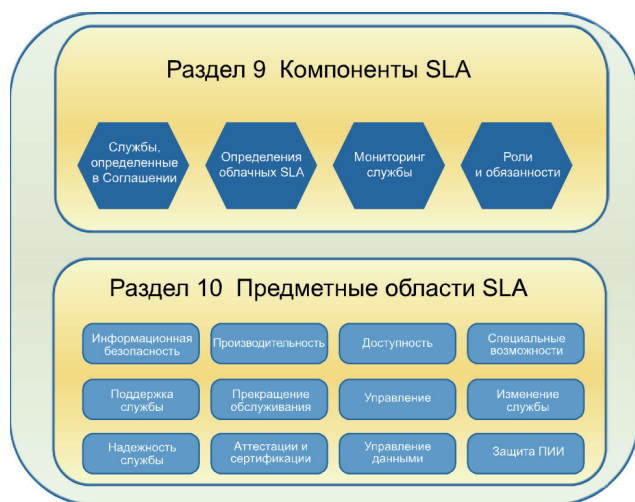 Раздел 9 Компоненты SLA
Службы,
определенные
в Соглашении
Определения
облачных SLA
Мониторинг
службы
Роли
и обязанности
Раздел 10 Предметные области SLA
Информационная
безопасность
Производительность
Доступность
Специальные
возможности
Поддержка
службы
Прекращение
обслуживания
Управление
Изменение
службы
Надежность
службы
Аттестации и
сертификации
Управление
данными
Защита ПИИ